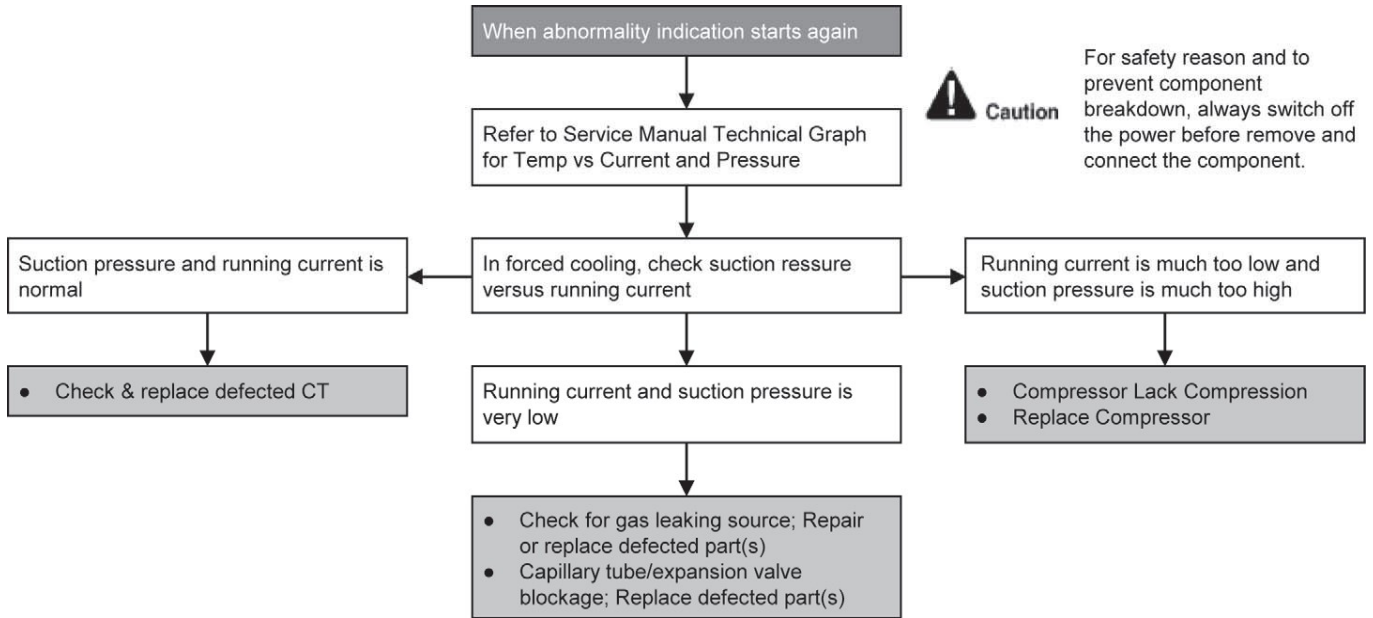 When abnormality indication starts again
Caution
For safety reason and to
prevent component
breakdown, always switch off
the power before remove and
connect the component.
Refer to Service Manual Technical Graph
for Temp vs Current and Pressure
Suction pressure and running current is
normal
In forced cooling, check suction ressure
versus running current
Running current is much too low and
suction pressure is much too high
● Check & replace defected CT
Running current and suction pressure is
very low
● Compressor Lack Compression
● Replace Compressor
● Check for gas leaking source; Repair
or replace defected part(s)
● Capillary tube/expansion valve
blockage; Replace defected part(s)